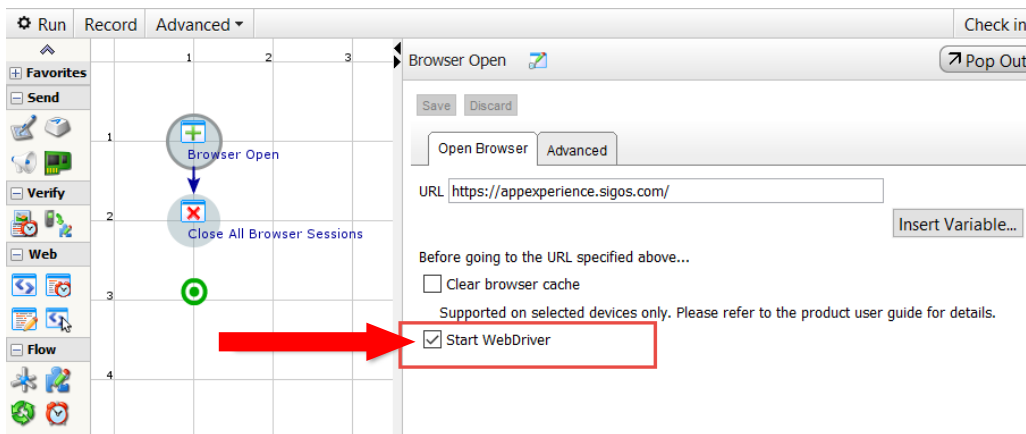 Run Record Advanced Check in
Favorites
Send
Verify
Web
Flow
1 2 3
1
Browser Open
2
Close All Browser Sessions
3
4
Browser Open Pop Out
Save Discard
Open Browser Advanced
URL https://appexperience.sigos.com/
Insert Variable...
Before going to the URL specified above...
Clear browser cache
Supported on selected devices only. Please refer to the product user guide for details.
Start WebDriver